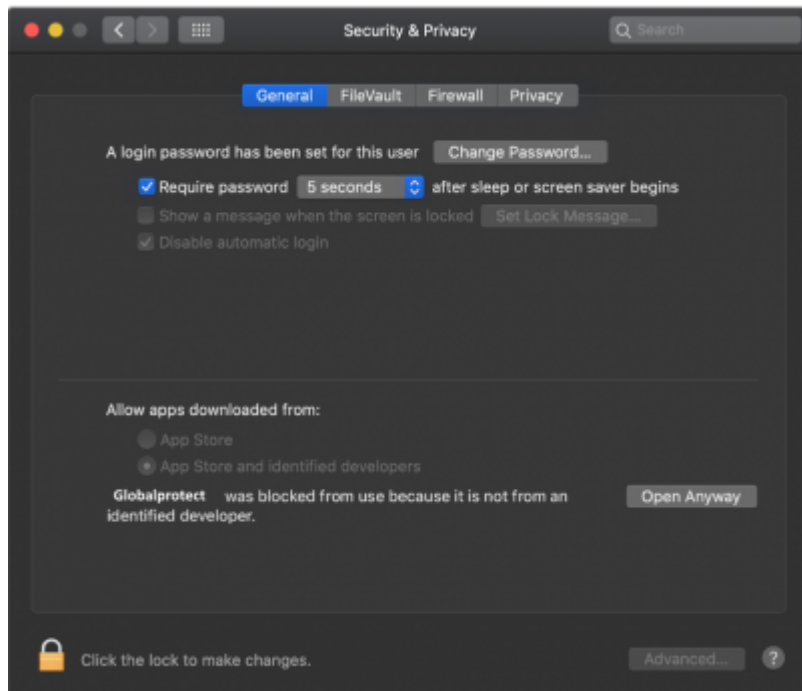 Security & Privacy
Search
General FileVault Firewall Privacy
A login password has been set for this user Change Password...
Require password 5 seconds after sleep or screen saver begins
Show a message when the screen is locked Set Lock Message...
Disable automatic login
Allow apps downloaded from:
App Store
App Store and identified developers
Globalprotect was blocked from use because it is not from an Open Anyway
identified developer.
Click the lock to make changes. Advanced... ?